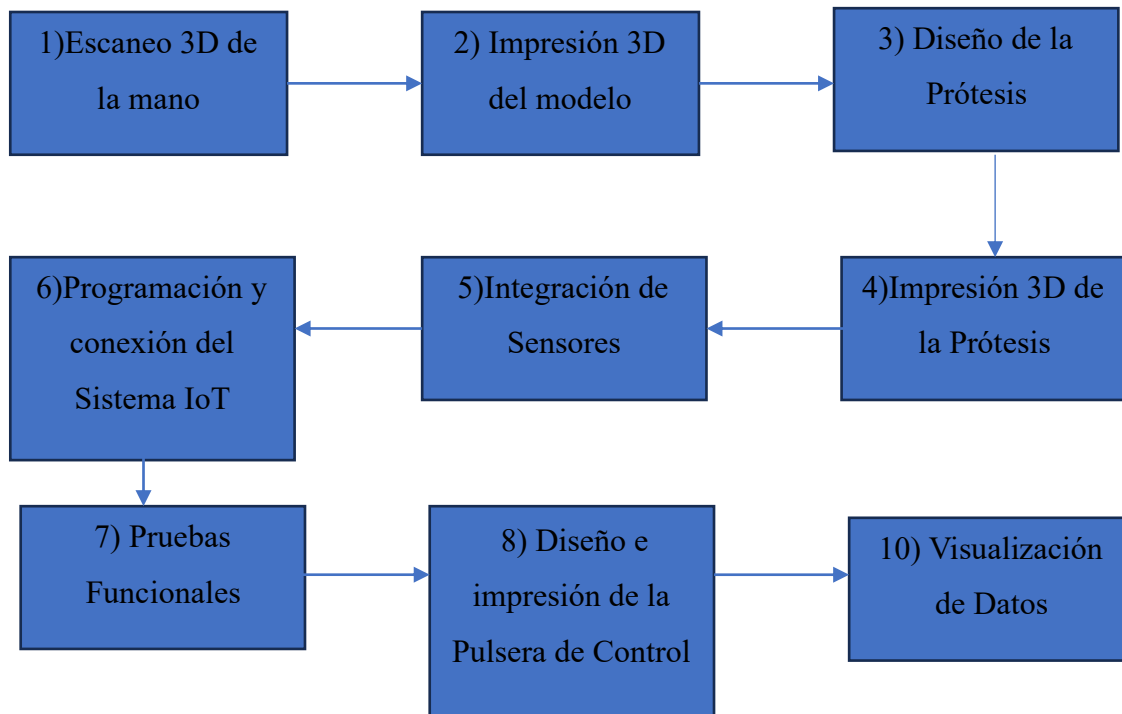 1)Escaneo 3D de
la mano
2) Impresión 3D
del modelo
3) Diseño de la
Prótesis
4)Impresión 3D de
la Prótesis
5)Integración de
Sensores
6)Programación y
conexión del
Sistema IoT
7) Pruebas
Funcionales
8) Diseño e
impresión de la
Pulsera de Control
10) Visualización
de Datos